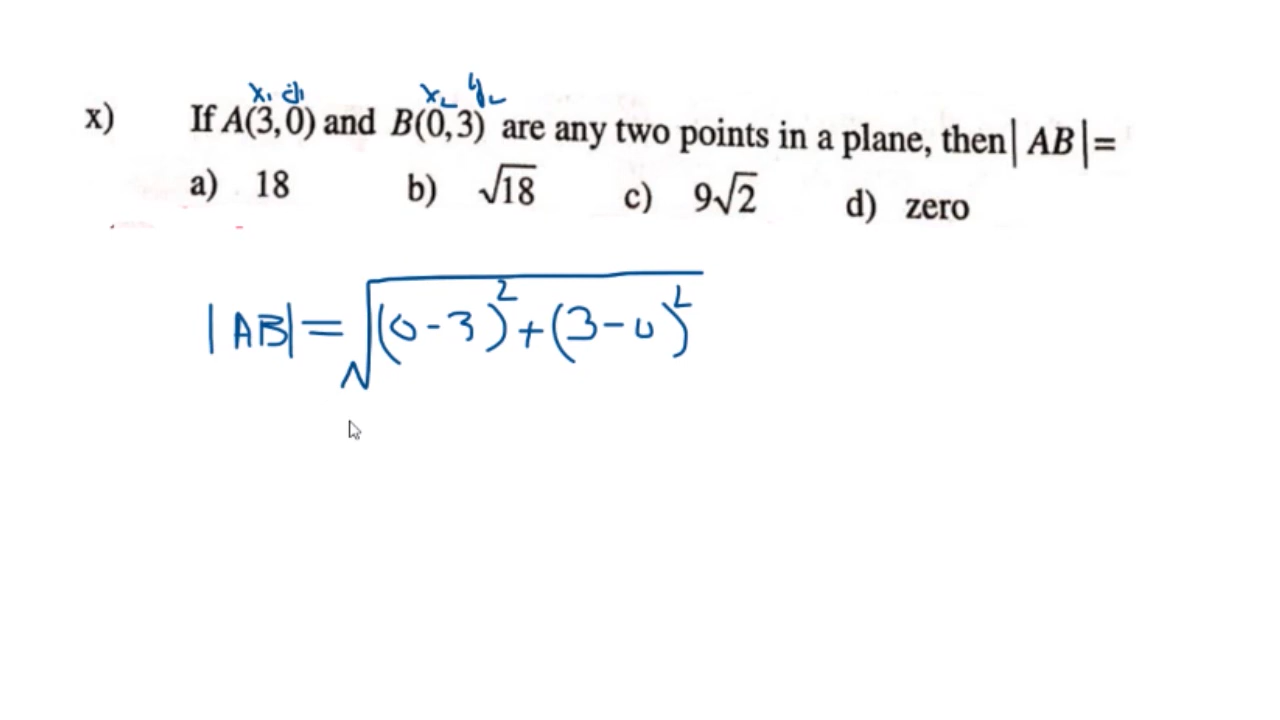 x₁ y₁ x₂ y₂
x) If A(3,0) and B(0,3) are any two points in a plane, then | AB |=
a) 18 b) √18 c) 9√2 d) zero
|AB| = √(0-3)²+(3-0)²